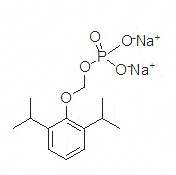 O O-Na+
O P
O-Na+
O